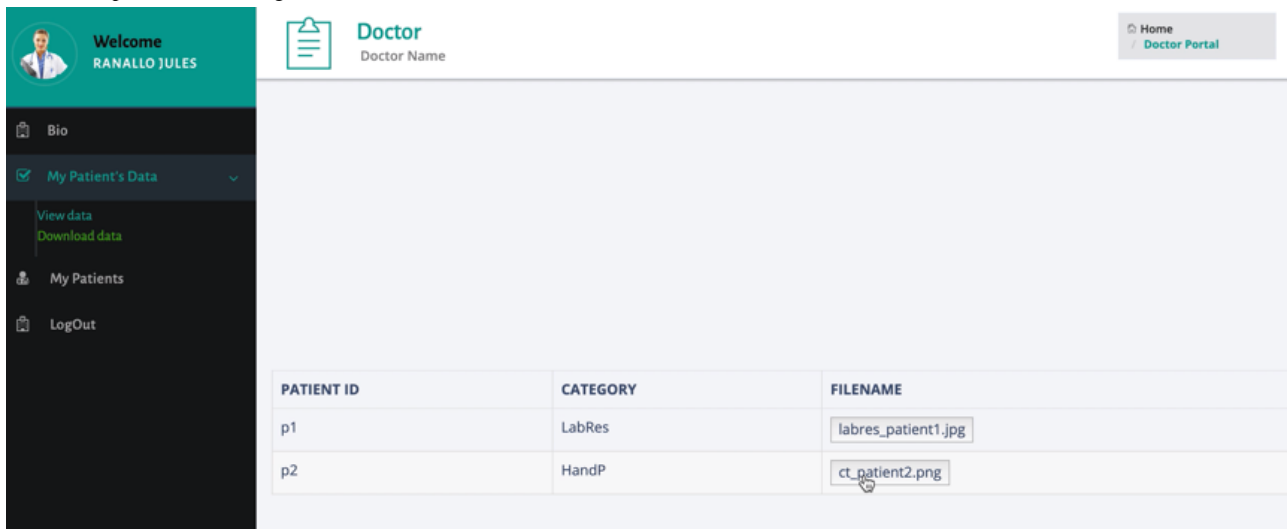 Welcome
RANALLO JULES
Doctor
Doctor Name
Home
/ Doctor Portal
Bio
My Patient's Data
View data
Download data
My Patients
LogOut
PATIENT ID CATEGORY FILENAME
p1 LabRes labres_patient1.jpg
p2 HandP ct_patient2.png